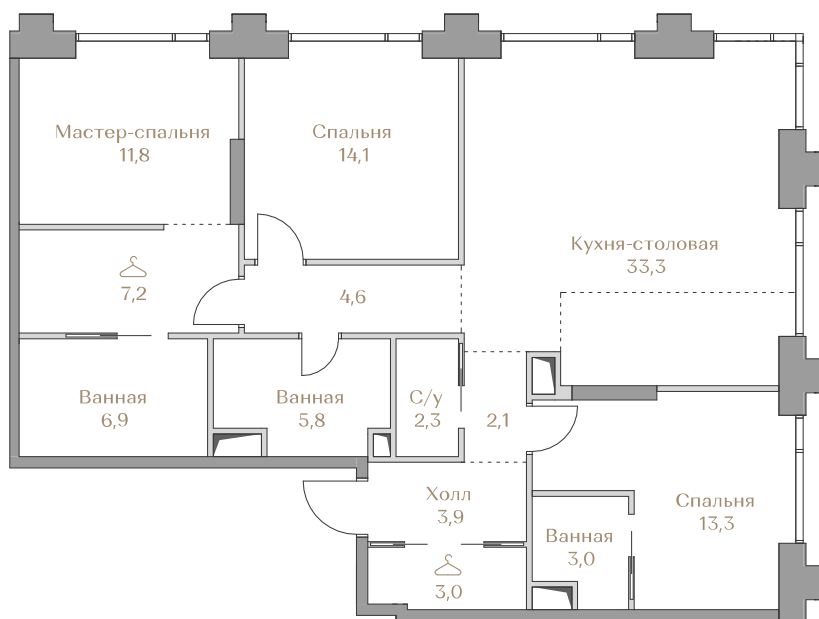 Мастер-спальня
11,8
Спальня
14,1
Кухня-столовая
33,3
7,2
4,6
Ванная
6,9
Ванная
5,8
С/у
2,3
2,1
Холл
3,9
Спальня
13,3
Ванная
3,0
3,0